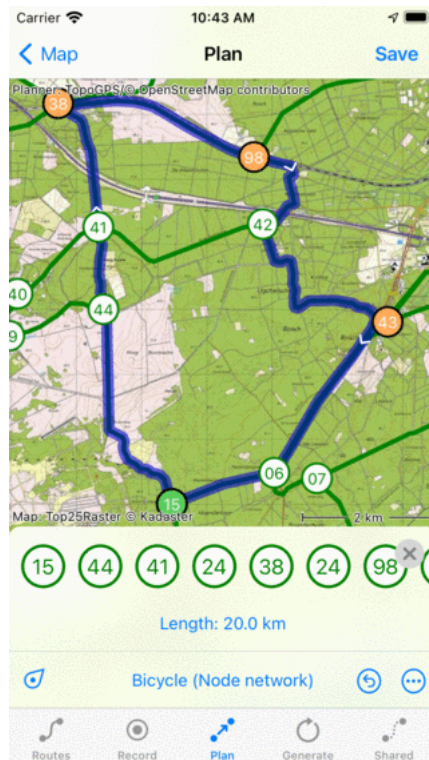 Carrier 10:43 AM
Map Plan Save
Planner: TopoGPS/© OpenStreetMap contributors
38
98
41
42
40
44
9
43
06
07
15
Map: Top25Raster © Kadaster
2 km
15 44 41 24 38 24 98
Length: 20.0 km
Bicycle (Node network)
Routes Record Plan Generate Shared